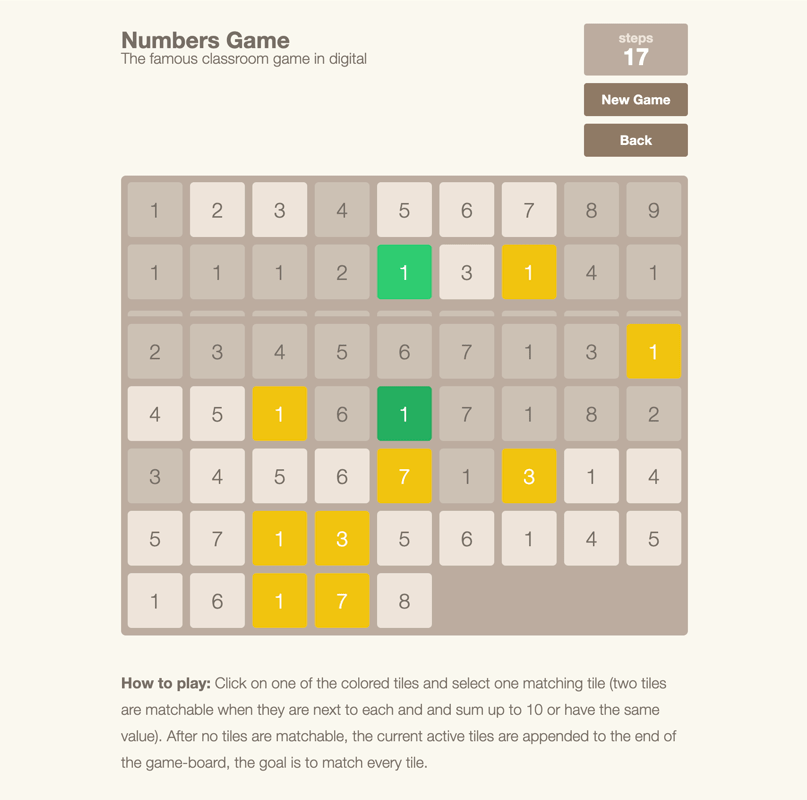 Numbers Game
The famous classroom game in digital
steps
17
New Game
Back
1 2 3 4 5 6 7 8 9
1 1 1 2 1 3 1 4 1
2 3 4 5 6 7 1 3 1
4 5 1 6 1 7 1 8 2
3 4 5 6 7 1 3 1 4
5 7 1 3 5 6 1 4 5
1 6 1 7 8
How to play: Click on one of the colored tiles and select one matching tile (two tiles
are matchable when they are next to each and and sum up to 10 or have the same
value). After no tiles are matchable, the current active tiles are appended to the end of
the game-board, the goal is to match every tile.